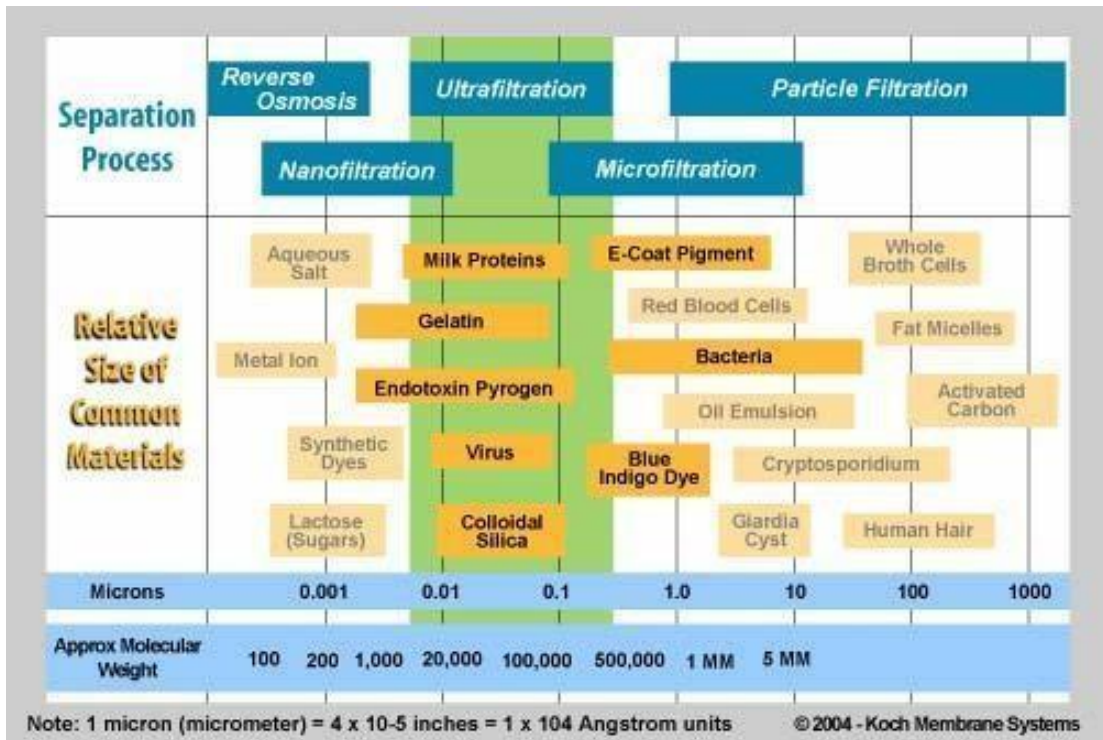 Separation
Process
Reverse
Osmosis
Ultrafiltration
Particle Filtration
Nanofiltration
Microfiltration
Relative
Size of
Common
Materials
Aqueous
Salt
Milk Proteins
E-Coat Pigment
Whole
Broth Cells
Gelatin
Red Blood Cells
Fat Micelles
Metal Ion
Bacteria
Endotoxin Pyrogen
Oil Emulsion
Activated
Carbon
Synthetic
Dyes
Virus
Blue
Indigo Dye
Cryptosporidium
Lactose
(Sugars)
Colloidal
Silica
Giardia
Cyst
Human Hair
Microns 0.001 0.01 0.1 1.0 10 100 1000
Approx Molecular
Weight
100 200 1,000 20,000 100,000 500,000 1 MM 5 MM
Note: 1 micron (micrometer) = 4 x 10-5 inches = 1 x 104 Angstrom units
© 2004 - Koch Membrane Systems